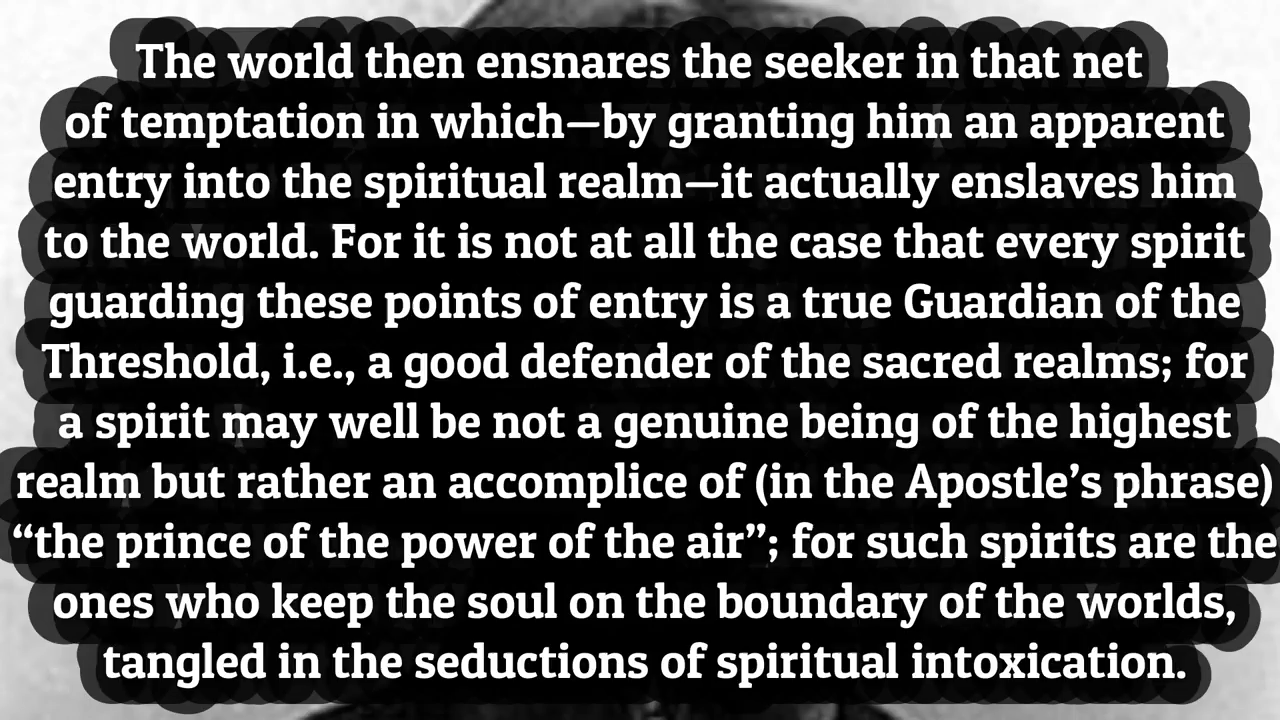 The world then ensnares the seeker in that net
of temptation in which—by granting him an apparent
entry into the spiritual realm—it actually enslaves him
to the world. For it is not at all the case that every spirit
guarding these points of entry is a true Guardian of the
Threshold, i.e., a good defender of the sacred realms; for
a spirit may well be not a genuine being of the highest
realm but rather an accomplice of (in the Apostle’s phrase)
“the prince of the power of the air”; for such spirits are the
ones who keep the soul on the boundary of the worlds,
tangled in the seductions of spiritual intoxication.